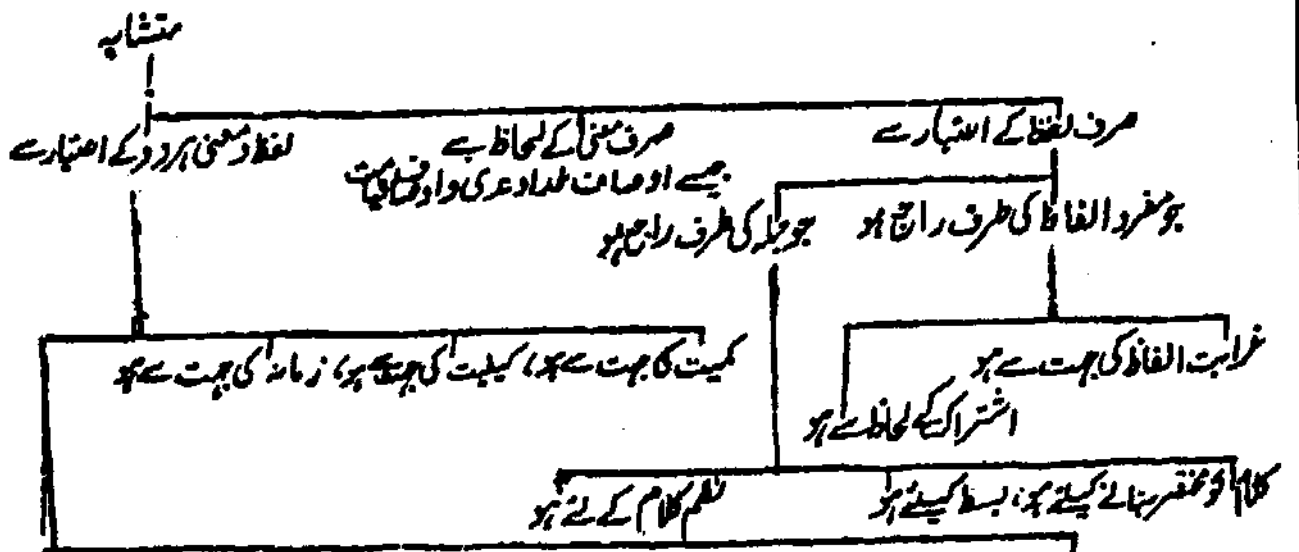 متشابہ
صرف لفظ کے اعتبار سے
صرف معنی کے لحاظ سے
لفظ و معنی ہر دو کے اعتبار سے
جیسے اوصاف خداوندی و اوصاف قیامت
جو مفرد الفاظ کی طرف راجع ہو
جو جملہ کی طرف راجع ہو
غرابت الفاظ کی جہت سے ہو
کمیت کی جہت سے ہو، کیفیت کی جہت سے ہو، زمانہ کی جہت سے ہو
اشتراک کے لحاظ سے ہو
کلام کو مختصر بنانے کیلئے ہو، بسط کیلئے ہو
نظم کلام کے لئے ہو